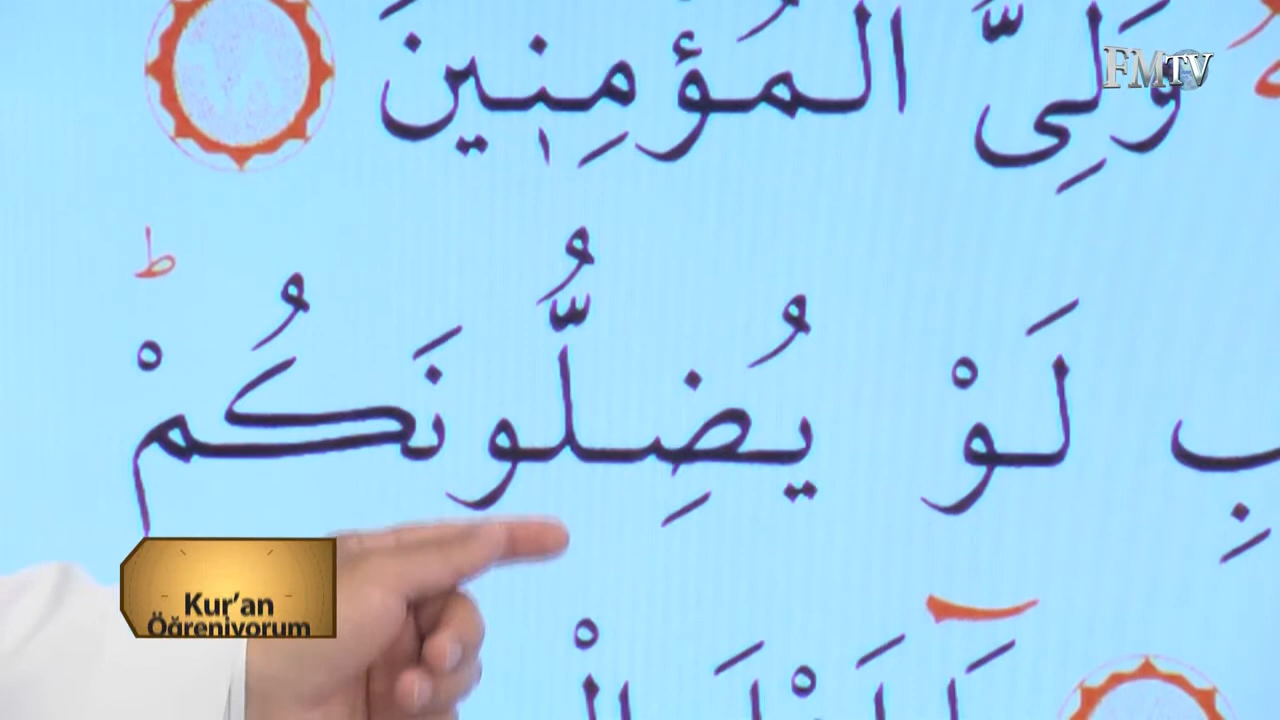 FMTV
وَلِيُّ الْمُؤْمِنِينَ
ط
بِ لَوْ يُضِلُّونَكُمْ
Kur'an
Öğreniyorum